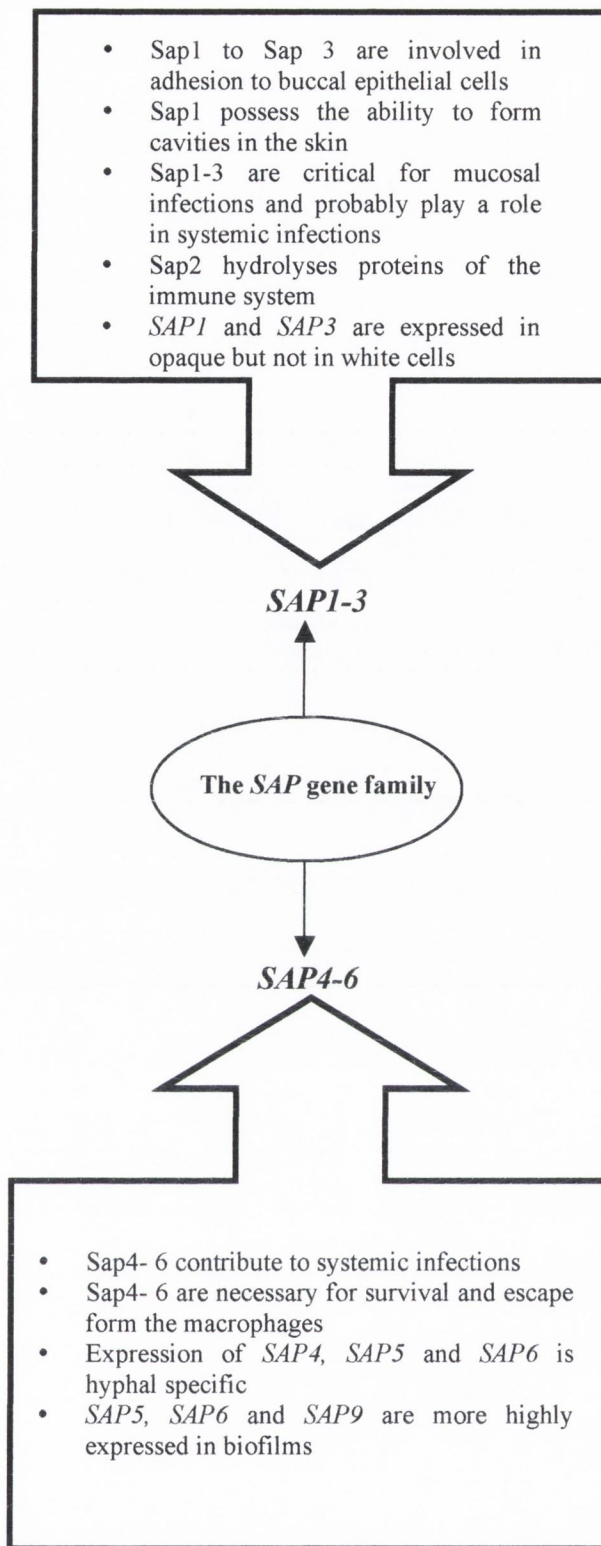 • Sap1 to Sap 3 are involved in
adhesion to buccal epithelial cells
• Sap1 possess the ability to form
cavities in the skin
• Sap1-3 are critical for mucosal
infections and probably play a role
in systemic infections
• Sap2 hydrolyses proteins of the
immune system
• SAP1 and SAP3 are expressed in
opaque but not in white cells
SAP1-3
The SAP gene family
SAP4-6
• Sap4- 6 contribute to systemic infections
• Sap4- 6 are necessary for survival and escape
form the macrophages
• Expression of SAP4, SAP5 and SAP6 is
hyphal specific
• SAP5, SAP6 and SAP9 are more highly
expressed in biofilms